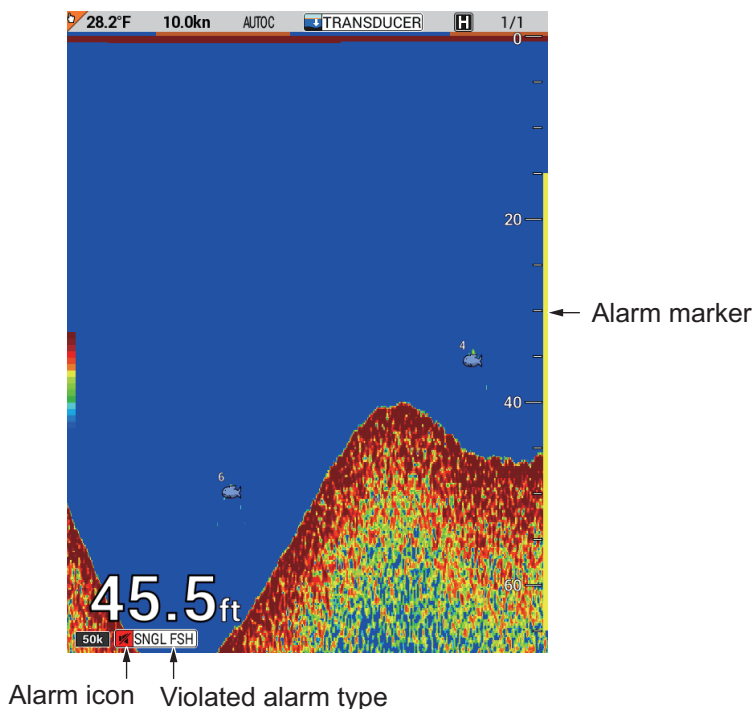 28.2°F 10.0kn AUTOC TRANSDUCER H 1/1
0
20
Alarm marker
4
40
6
60
45.5ft
50k SNGL FSH
Alarm icon Violated alarm type